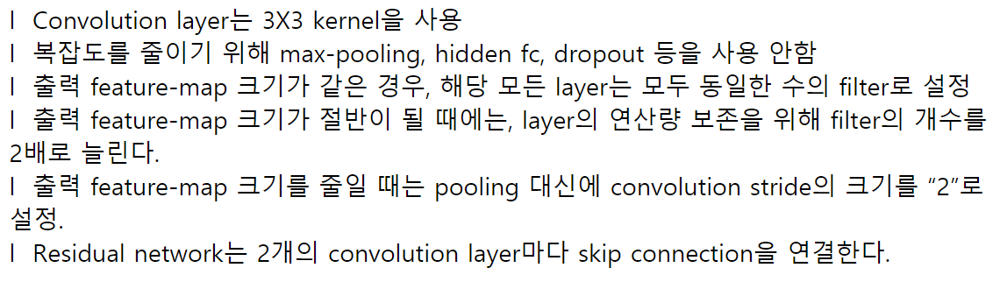 l Convolution layer는 3X3 kernel을 사용
l 복잡도를 줄이기 위해 max-pooling, hidden fc, dropout 등을 사용 안함
l 출력 feature-map 크기가 같은 경우, 해당 모든 layer는 모두 동일한 수의 filter로 설정
l 출력 feature-map 크기가 절반이 될 때에는, layer의 연산량 보존을 위해 filter의 개수를
2배로 늘린다.
l 출력 feature-map 크기를 줄일 때는 pooling 대신에 convolution stride의 크기를 “2”로
설정.
l Residual network는 2개의 convolution layer마다 skip connection을 연결한다.